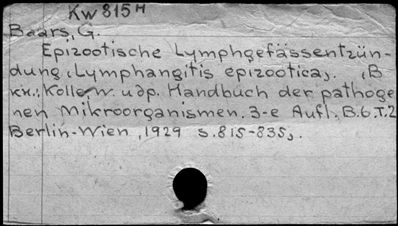 Kw 815 H
Baars, G.
Epizootische Lymphgefässentzün-
dung (Lymphangitis epizootica). (B
кн.: Kolle W. u др. Handbuch der pathoge-
nen Mikroorganismen. 3-e Aufl. B.6.T.2
Berlin-Wien, 1929 S.815-835).